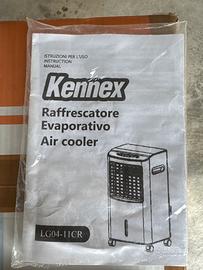 ISTRUZIONI PER L'USO
INSTRUCTION
MANUAL
Kennex
Raffrescatore
Evaporativo
Air cooler
LG04-11CR